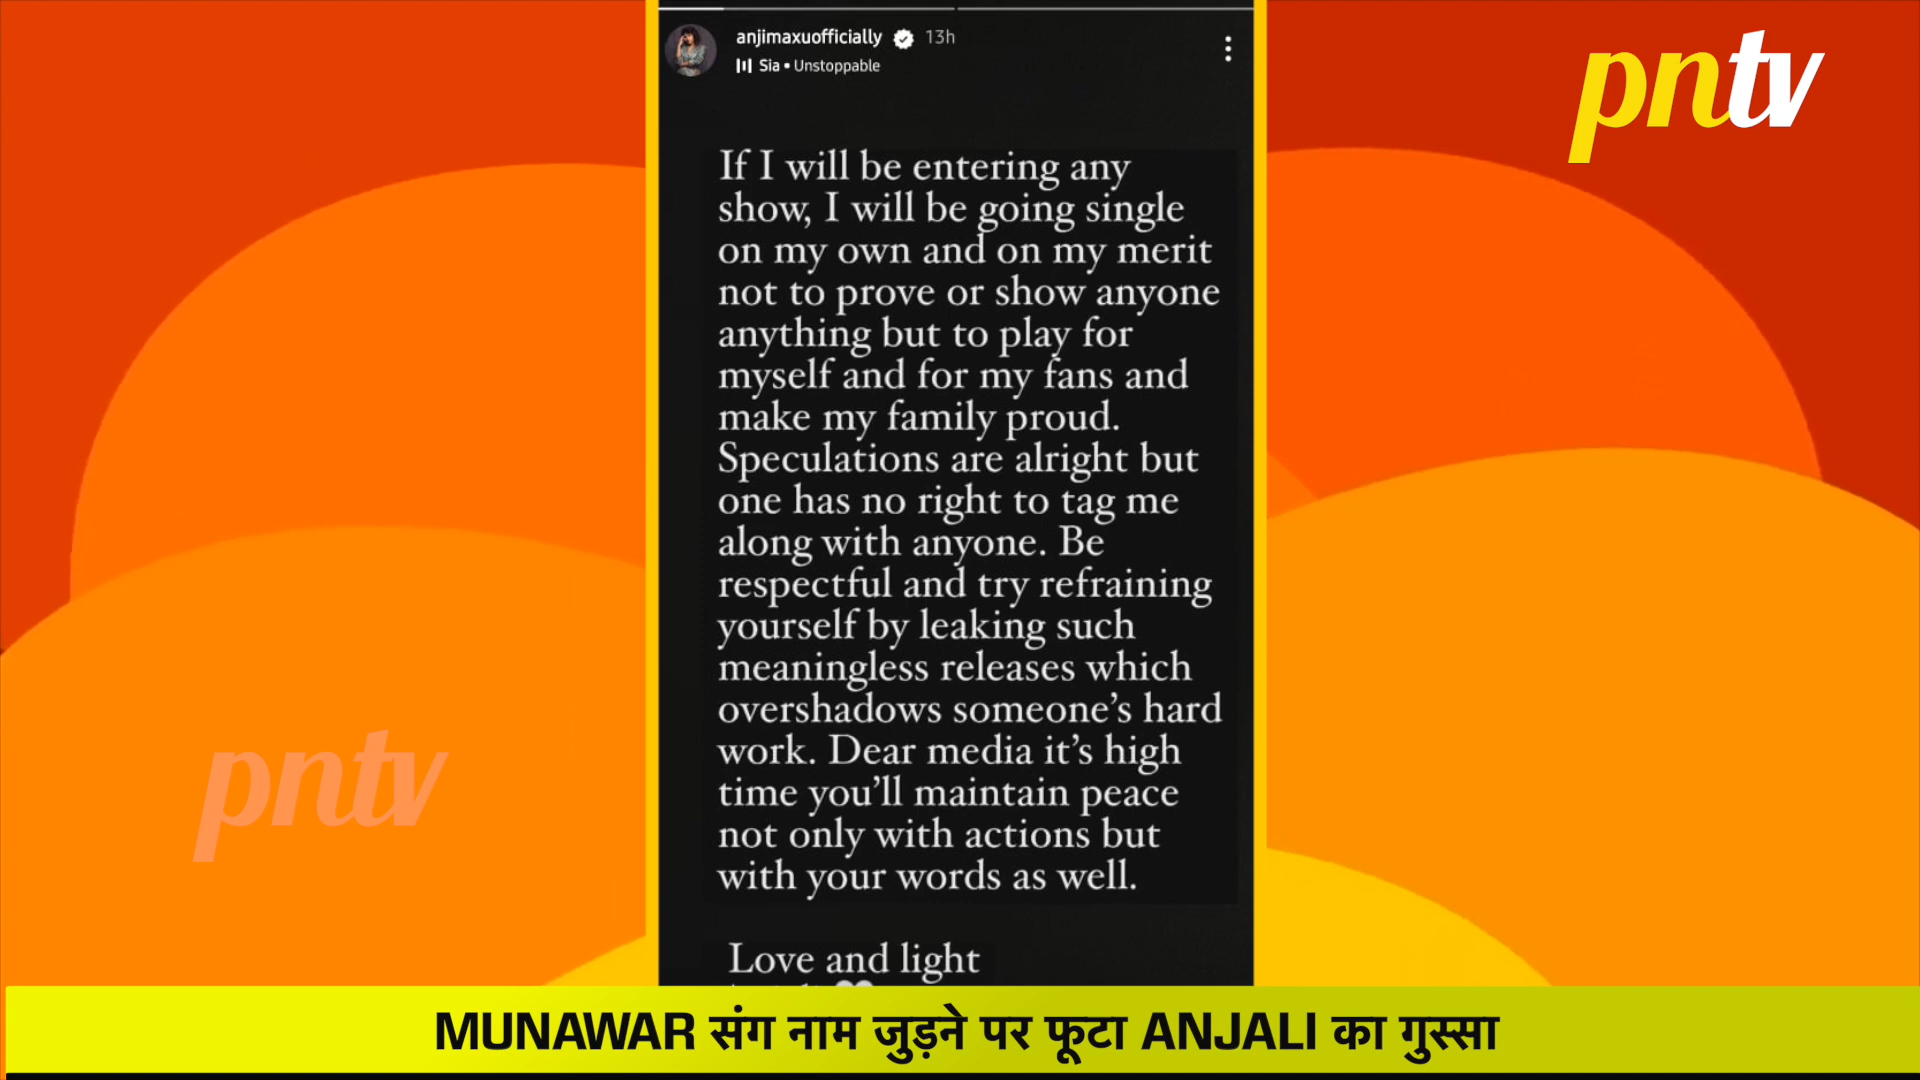 anjimaxuofficially 13h
Sia • Unstoppable
pntv
If I will be entering any
show, I will be going single
on my own and on my merit
not to prove or show anyone
anything but to play for
myself and for my fans and
make my family proud.
Speculations are alright but
one has no right to tag me
along with anyone. Be
respectful and try refraining
yourself by leaking such
meaningless releases which
overshadows someone’s hard
work. Dear media it’s high
time you’ll maintain peace
not only with actions but
with your words as well.
pntv
Love and light
MUNAWAR संग नाम जुड़ने पर फूटा ANJALI का गुस्सा